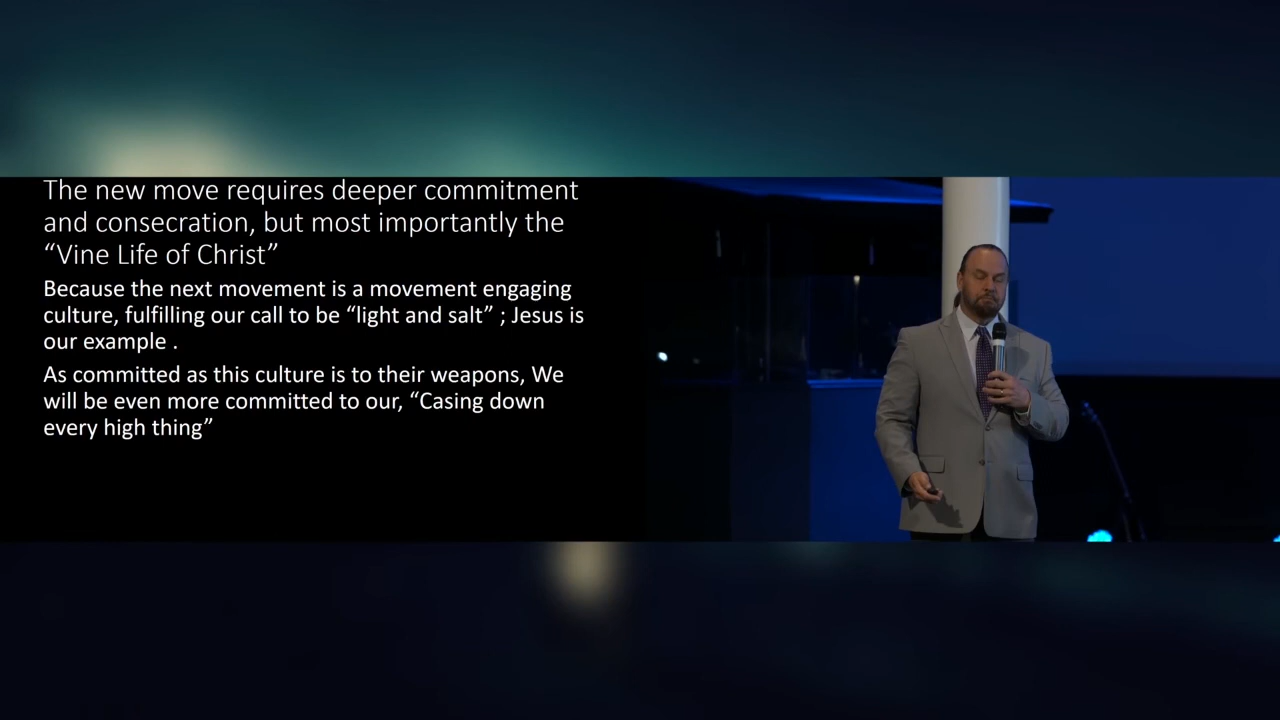 The new move requires deeper commitment
and consecration, but most importantly the
“Vine Life of Christ”
Because the next movement is a movement engaging
culture, fulfilling our call to be “light and salt” ; Jesus is
our example .
As committed as this culture is to their weapons, We
will be even more committed to our, “Casing down
every high thing”